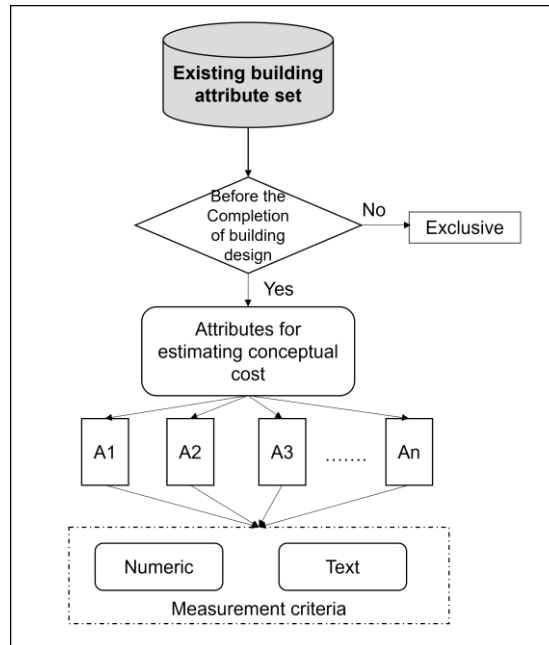 Existing building
attribute set
Before the
Completion
of building
design
No
Exclusive
Yes
Attributes for
estimating conceptual
cost
A1
A2
A3
.......
An
Numeric
Text
Measurement criteria